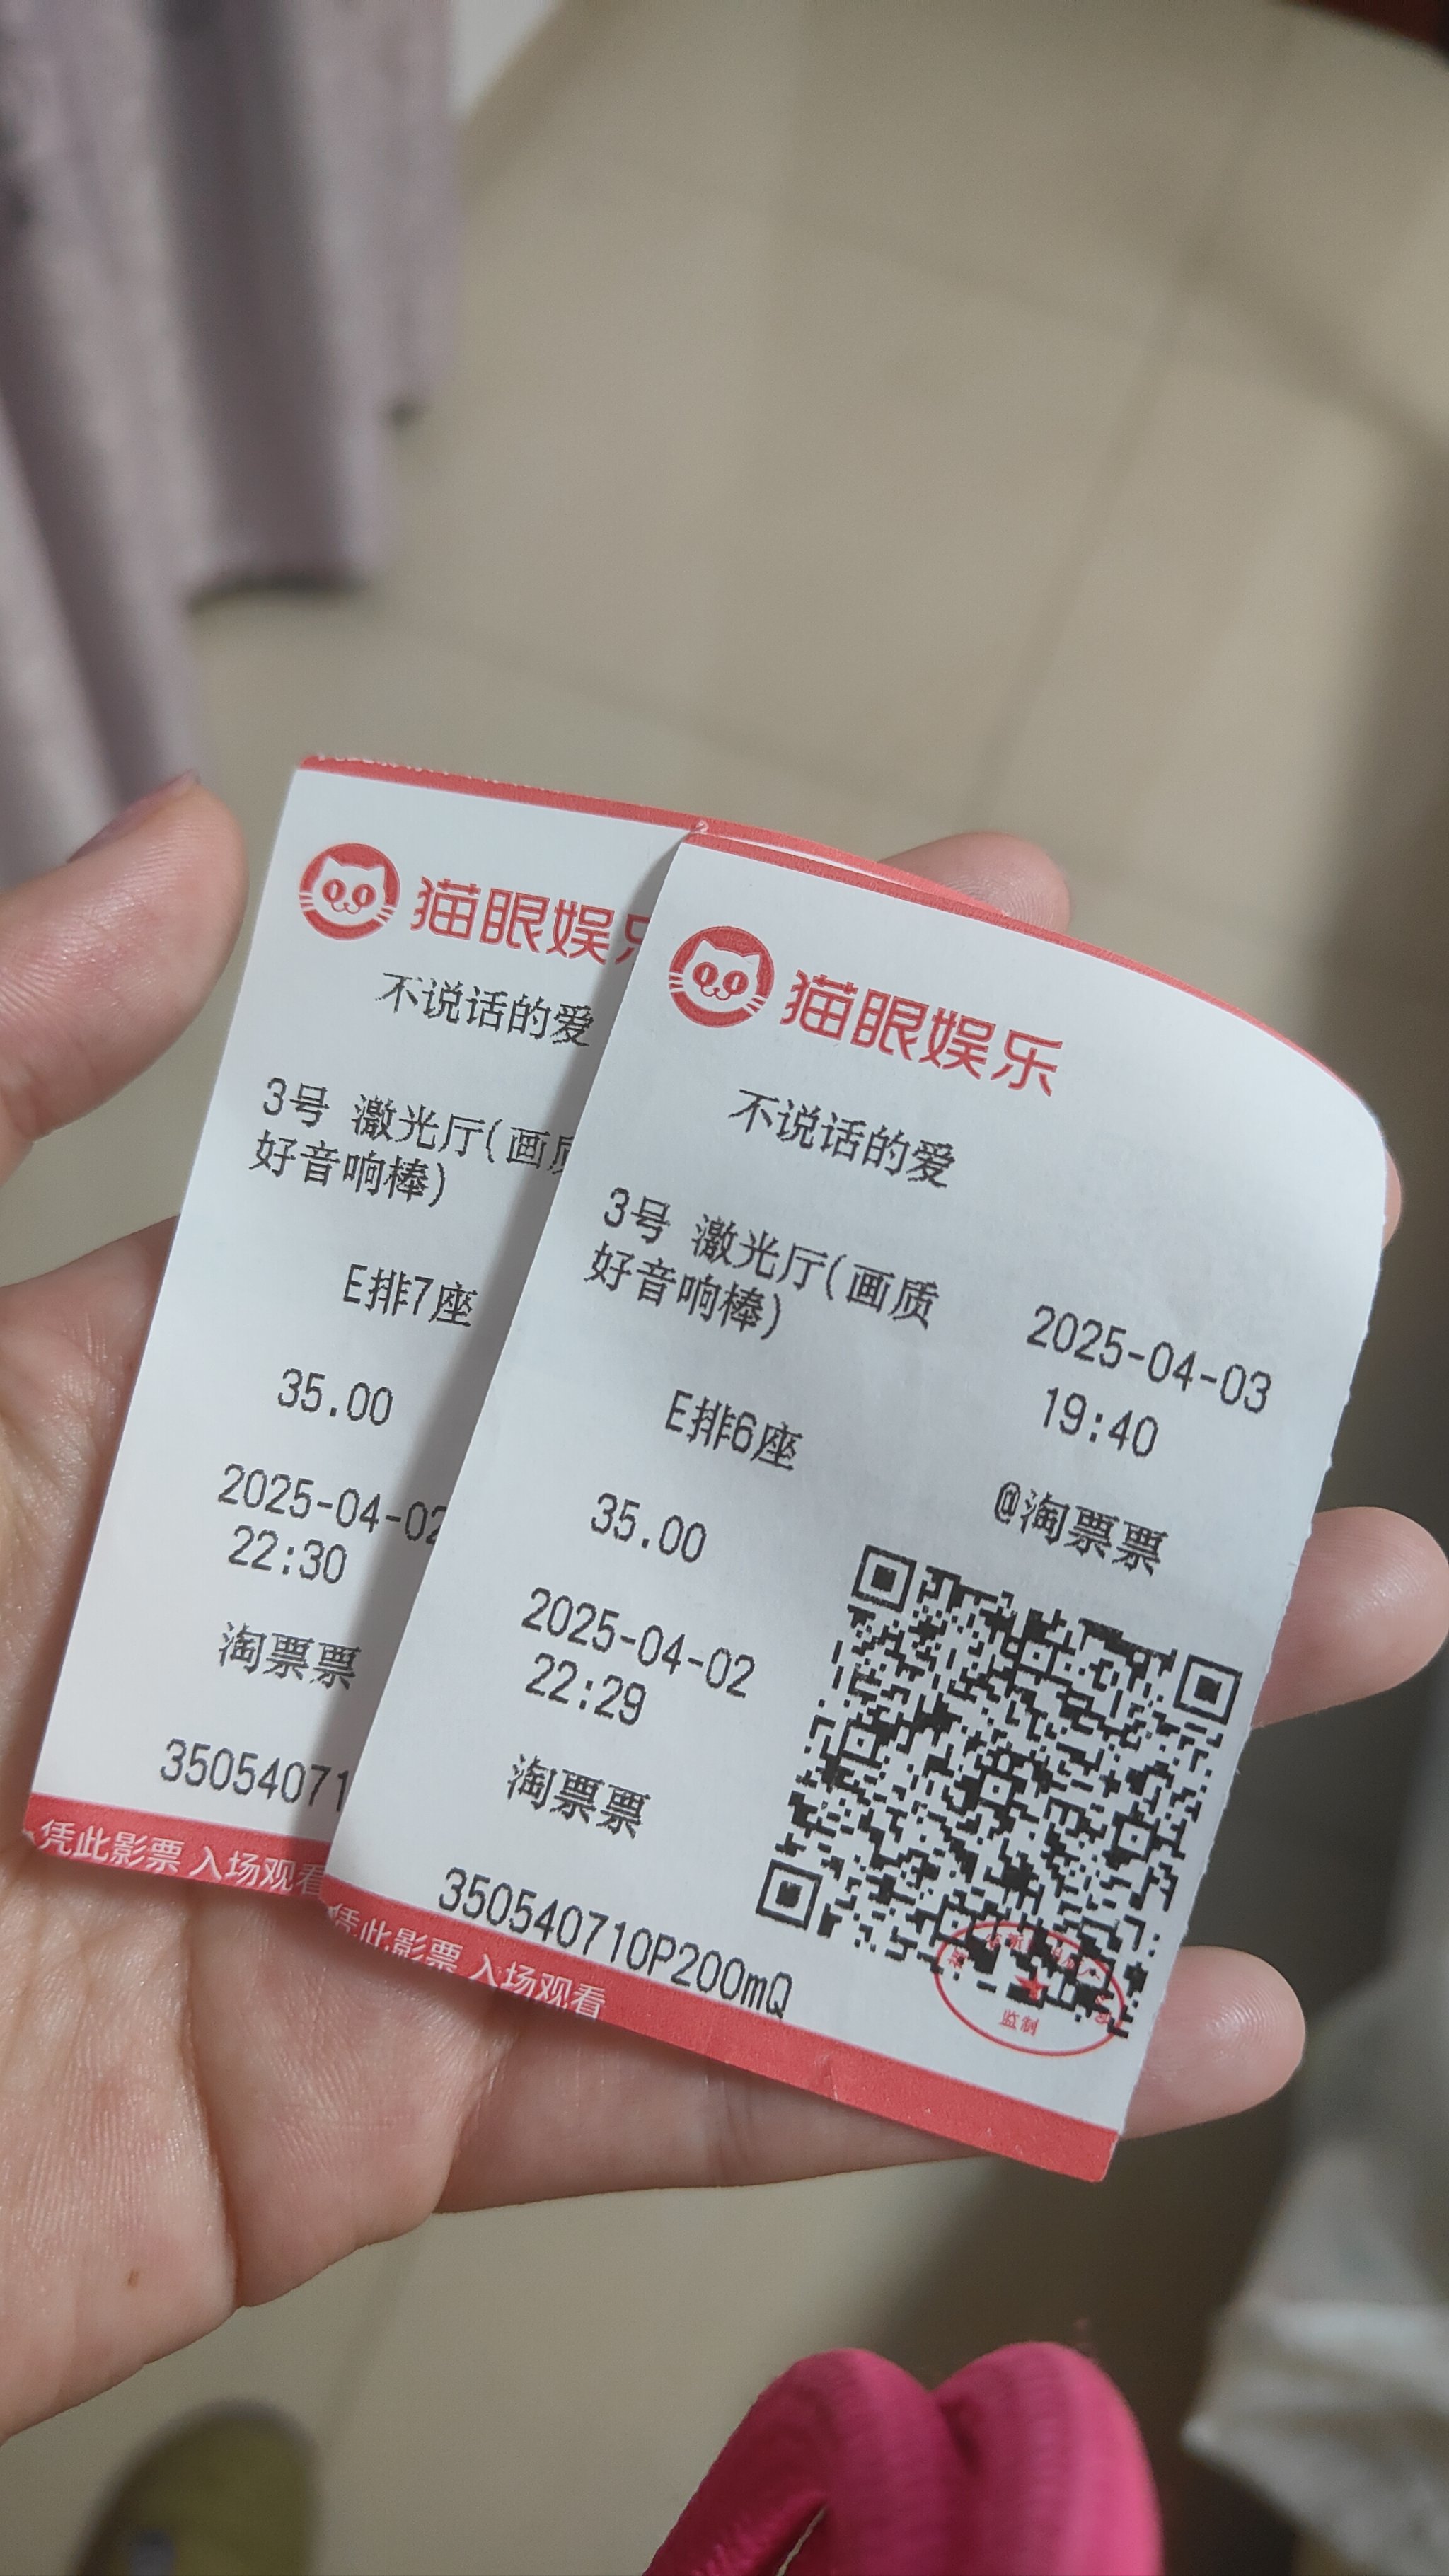 猫眼娱乐
不说话的爱
3号 激光厅(画质
好音响棒)
E排7座
35.00
2025-04-02
22:30
淘票票
35054071
凭此影票 入场观看
猫眼娱乐
不说话的爱
3号 激光厅(画质
好音响棒)
2025-04-03
19:40
E排6座
@淘票票
35.00
2025-04-02
22:29
淘票票
350540710P200mQ
凭此影票 入场观看
监制